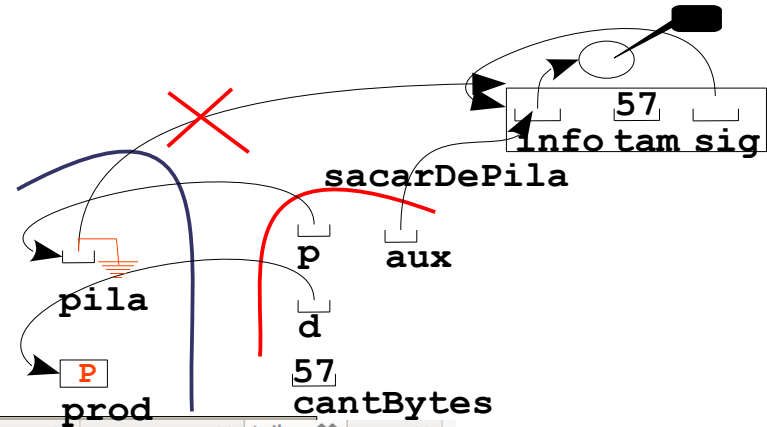 57
info tam sig
sacarDePila
p
aux
pila
d
P
57
prod
cantBytes